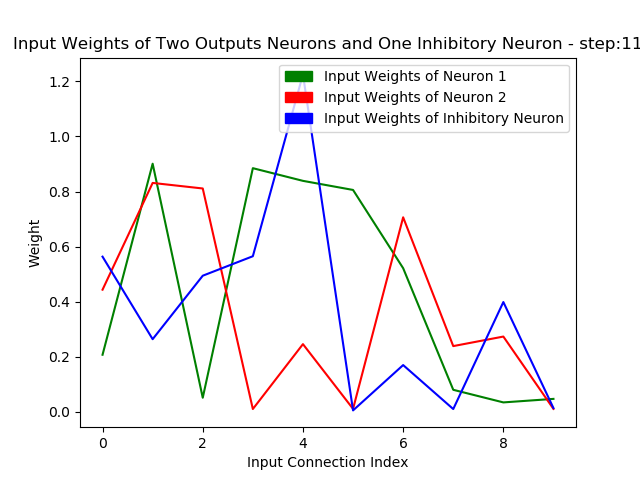 Input Weights of Two Outputs Neurons and One Inhibitory Neuron - step:11
Input Weights of Neuron 1
Input Weights of Neuron 2
Input Weights of Inhibitory Neuron
Weight
1.2
1.0
0.8
0.6
0.4
0.2
0.0
0 2 4 6 8
Input Connection Index